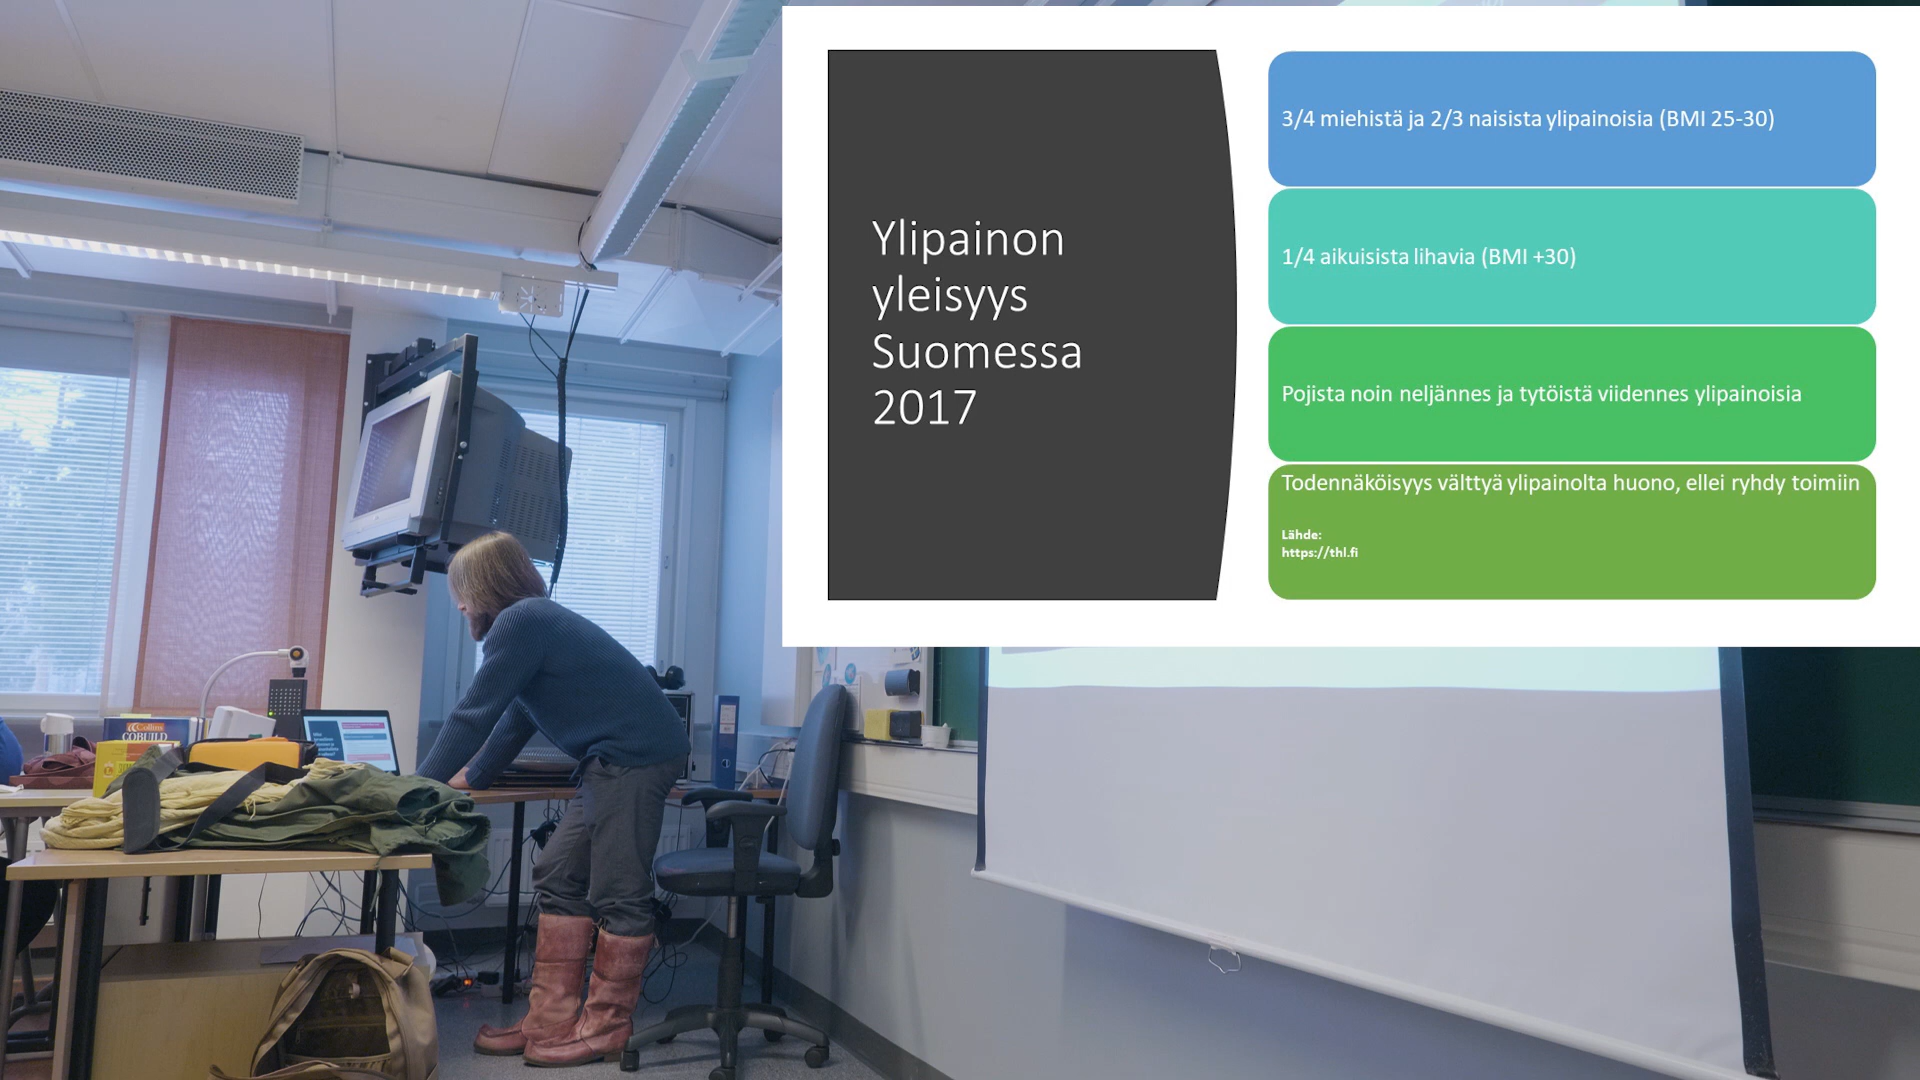 Ylipainon
yleisyys
Suomessa
2017
3/4 miehistä ja 2/3 naisista ylipainoisia (BMI 25-30)
1/4 aikuisista lihavia (BMI +30)
Pojista noin neljännes ja tytöistä viidennes ylipainoisia
Todennäköisyys välttyä ylipainolta huono, ellei ryhdy toimiin
Lähde:
https://thl.fi
Collins
COBUILD